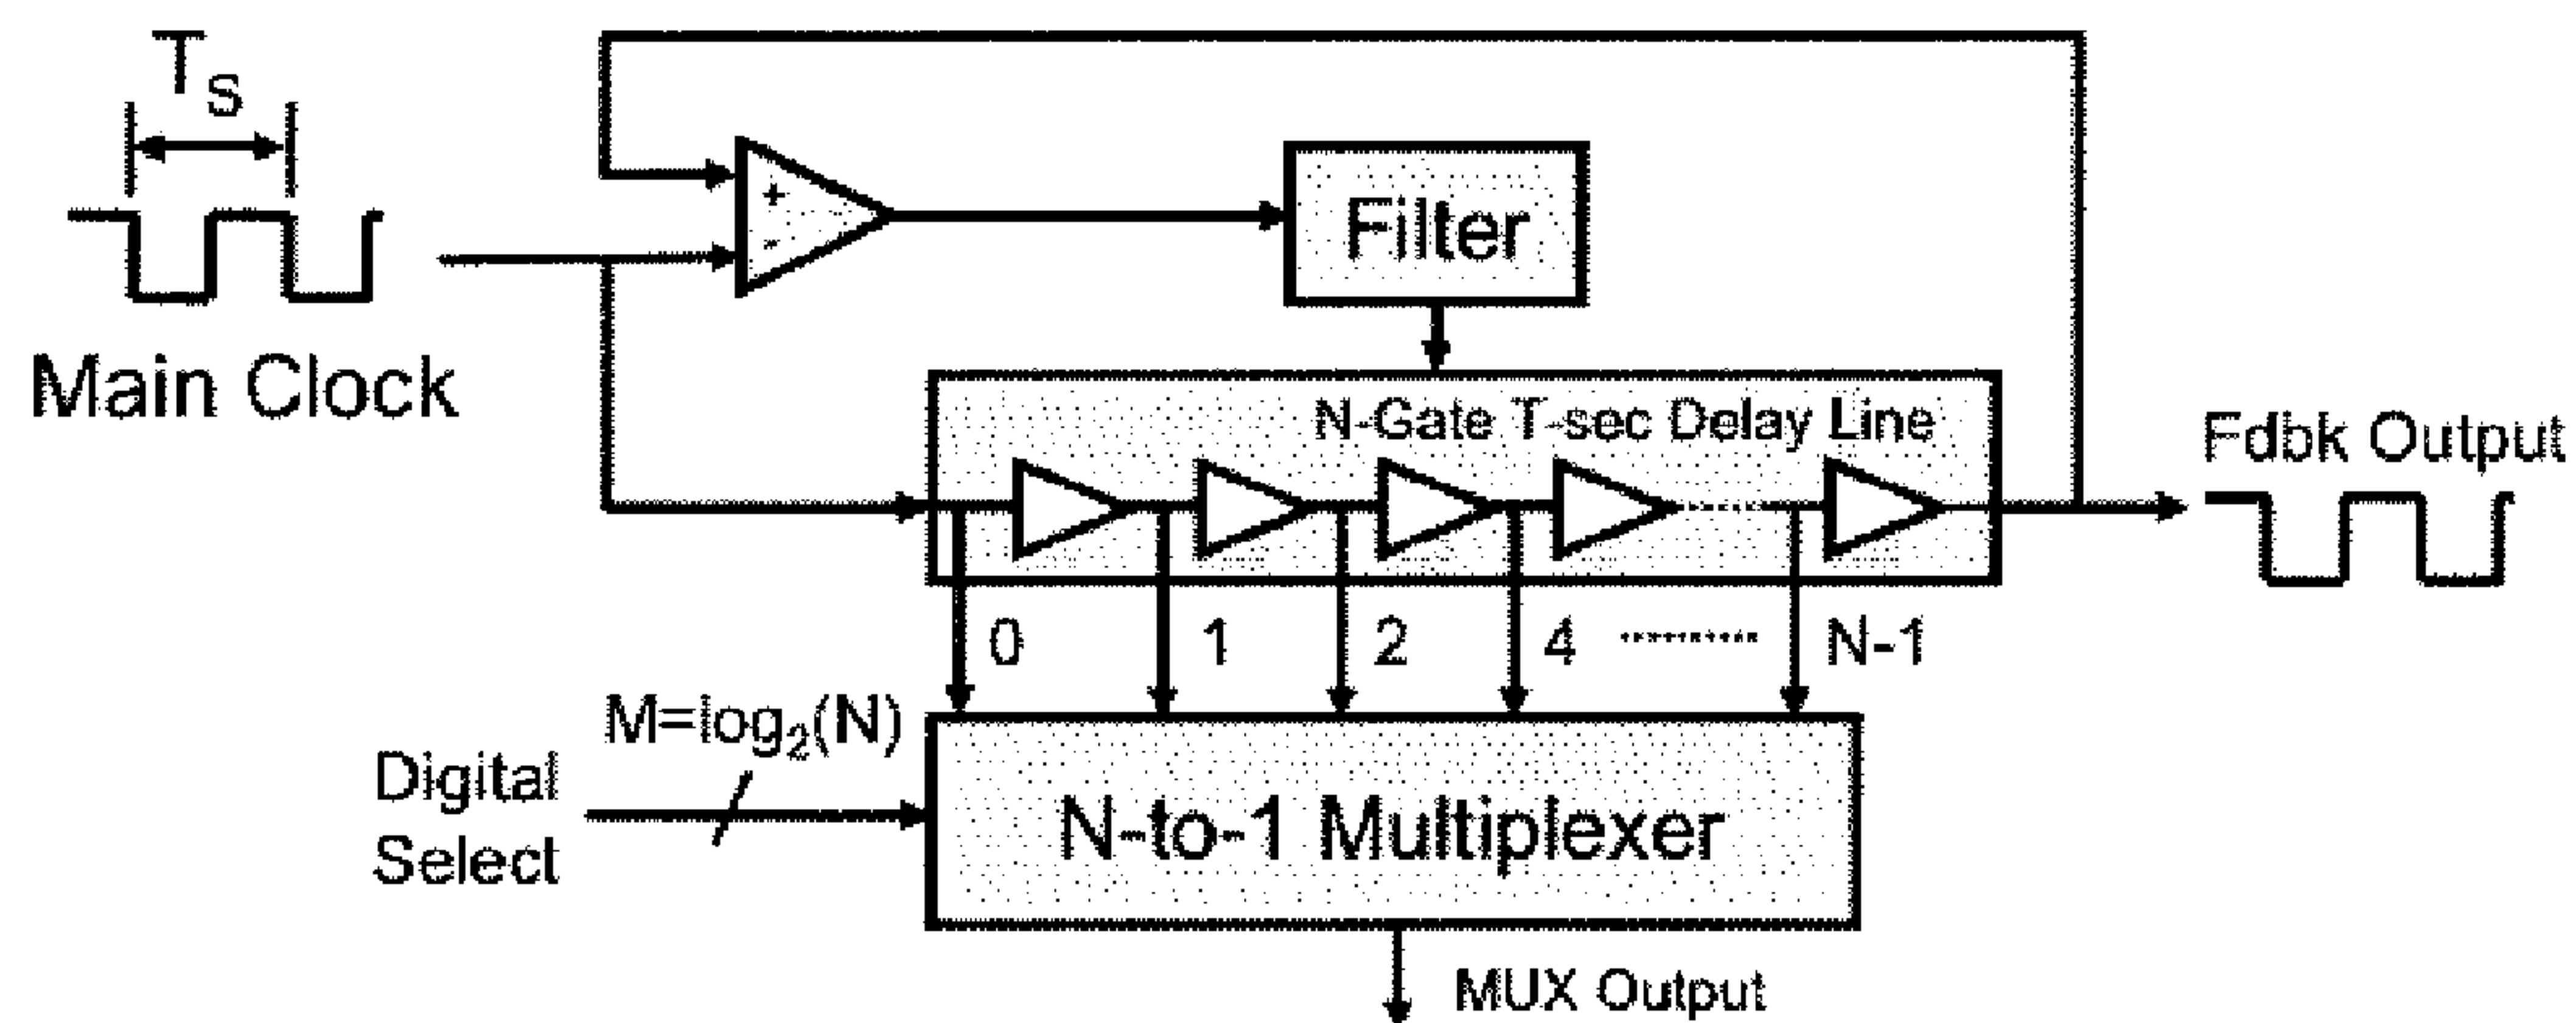 T_S
Main Clock
+
-
Filter
N-Gate T-sec Delay Line
Fdbk Output
0 1 2 4 ---------- N-1
M=log₂(N)
Digital
Select
N-to-1 Multiplexer
MUX Output